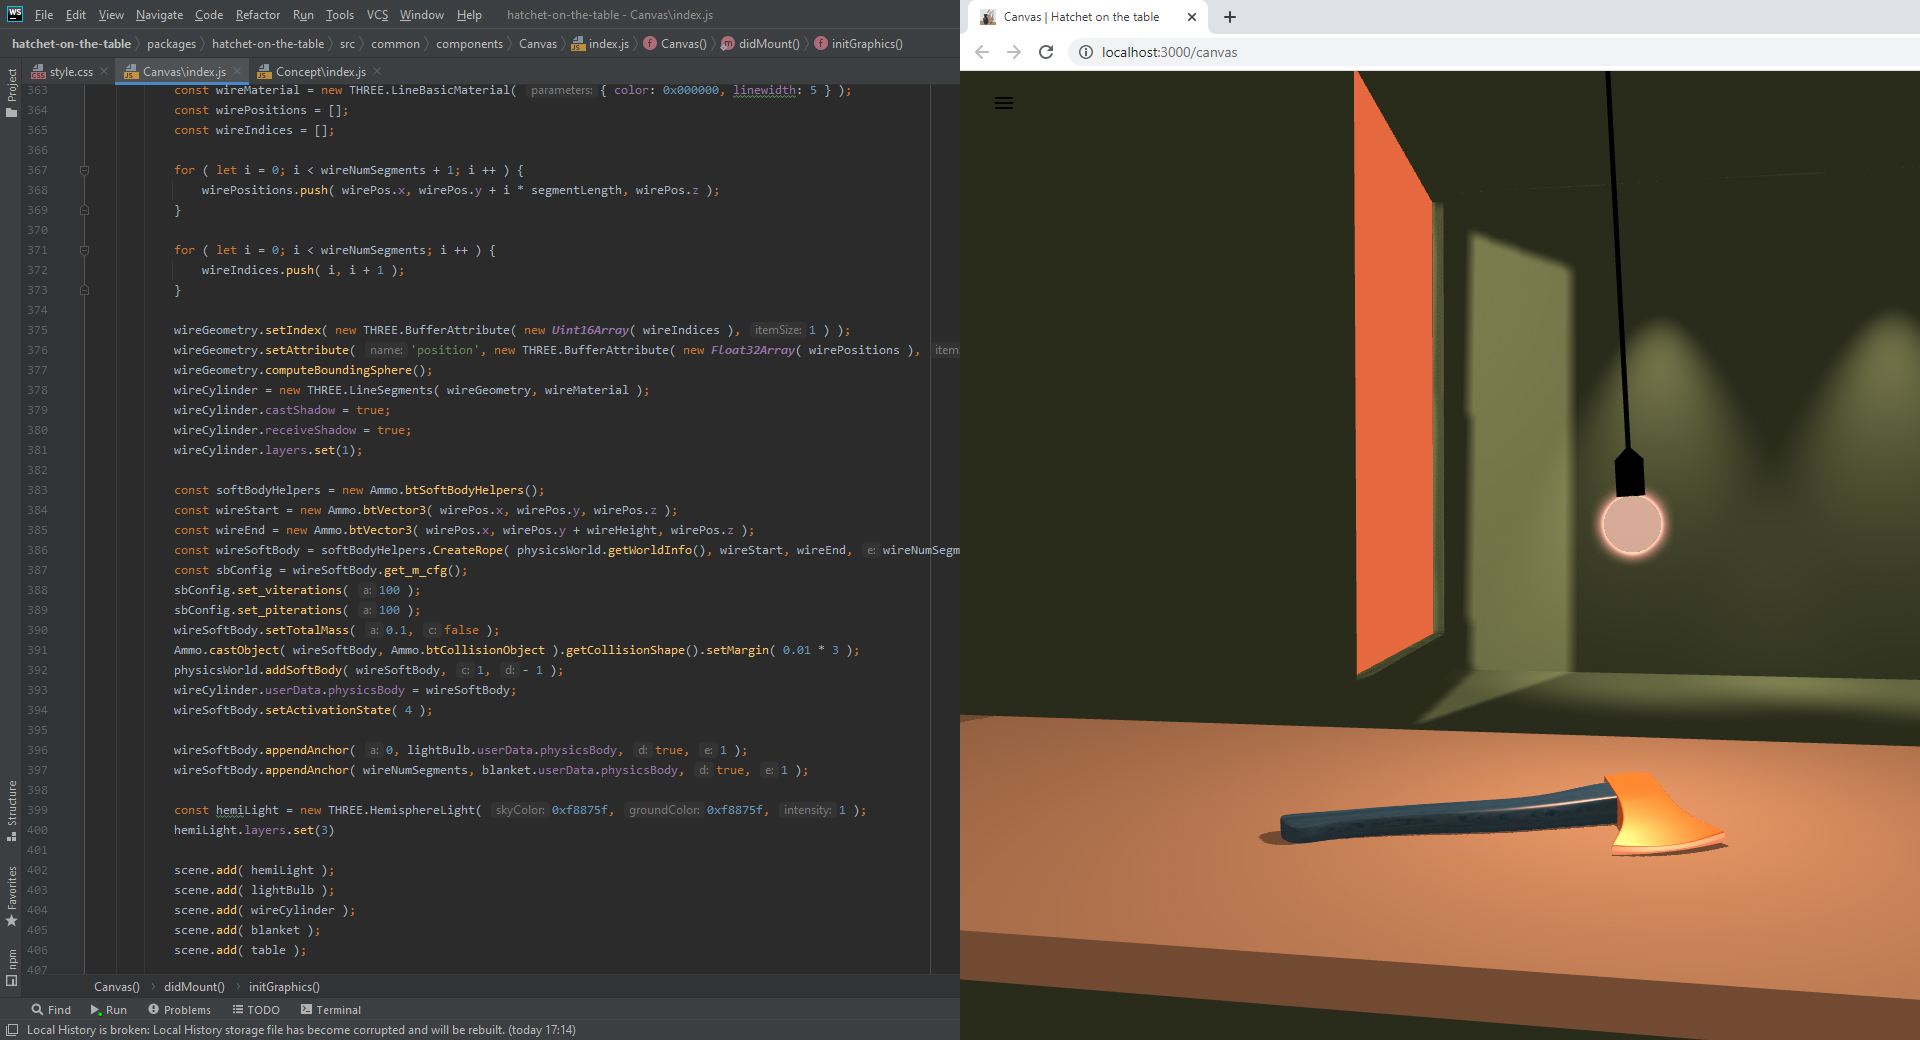 WS File Edit View Navigate Code Refactor Run Tools VCS Window Help hatchet-on-the-table - Canvas\index.js
hatchet-on-the-table packages hatchet-on-the-table src common components Canvas index.js Canvas() didMount() initGraphics()
style.css Canvas\index.js Concept\index.js
Project
363 const wireMaterial = new THREE.LineBasicMaterial( parameters: { color: 0x000000, linewidth: 5 } );
364 const wirePositions = [];
365 const wireIndices = [];
366
367 for ( let i = 0; i < wireNumSegments + 1; i ++ ) {
368 wirePositions.push( wirePos.x, wirePos.y + i * segmentLength, wirePos.z );
369 }
370
371 for ( let i = 0; i < wireNumSegments; i ++ ) {
372 wireIndices.push( i, i + 1 );
373 }
374
375 wireGeometry.setIndex( new THREE.BufferAttribute( new Uint16Array( wireIndices ), itemSize: 1 ) );
376 wireGeometry.setAttribute( name: 'position', new THREE.BufferAttribute( new Float32Array( wirePositions ), item
377 wireGeometry.computeBoundingSphere();
378 wireCylinder = new THREE.LineSegments( wireGeometry, wireMaterial );
379 wireCylinder.castShadow = true;
380 wireCylinder.receiveShadow = true;
381 wireCylinder.layers.set(1);
382
383 const softBodyHelpers = new Ammo.btSoftBodyHelpers();
384 const wireStart = new Ammo.btVector3( wirePos.x, wirePos.y, wirePos.z );
385 const wireEnd = new Ammo.btVector3( wirePos.x, wirePos.y + wireHeight, wirePos.z );
386 const wireSoftBody = softBodyHelpers.CreateRope( physicsWorld.getWorldInfo(), wireStart, wireEnd, e: wireNumSegm
387 const sbConfig = wireSoftBody.get_m_cfg();
388 sbConfig.set_viterations( a: 100 );
389 sbConfig.set_piterations( a: 100 );
390 wireSoftBody.setTotalMass( a: 0.1, c: false );
391 Ammo.castObject( wireSoftBody, Ammo.btCollisionObject ).getCollisionShape().setMargin( 0.01 * 3 );
392 physicsWorld.addSoftBody( wireSoftBody, c: 1, d: - 1 );
393 wireCylinder.userData.physicsBody = wireSoftBody;
394 wireSoftBody.setActivationState( 4 );
395
396 wireSoftBody.appendAnchor( a: 0, lightBulb.userData.physicsBody, d: true, e: 1 );
397 wireSoftBody.appendAnchor( wireNumSegments, blanket.userData.physicsBody, d: true, e: 1 );
398
399 const hemiLight = new THREE.HemisphereLight( skyColor: 0xf8875f, groundColor: 0xf8875f, intensity: 1 );
400 hemiLight.layers.set(3)
401
402 scene.add( hemiLight );
403 scene.add( lightBulb );
404 scene.add( wireCylinder );
405 scene.add( blanket );
406 scene.add( table );
407
Structure
Favorites
npm
Canvas() didMount() initGraphics()
Find Run Problems TODO Terminal
Local History is broken: Local History storage file has become corrupted and will be rebuilt. (today 17:14)
Canvas | Hatchet on the table
localhost:3000/canvas